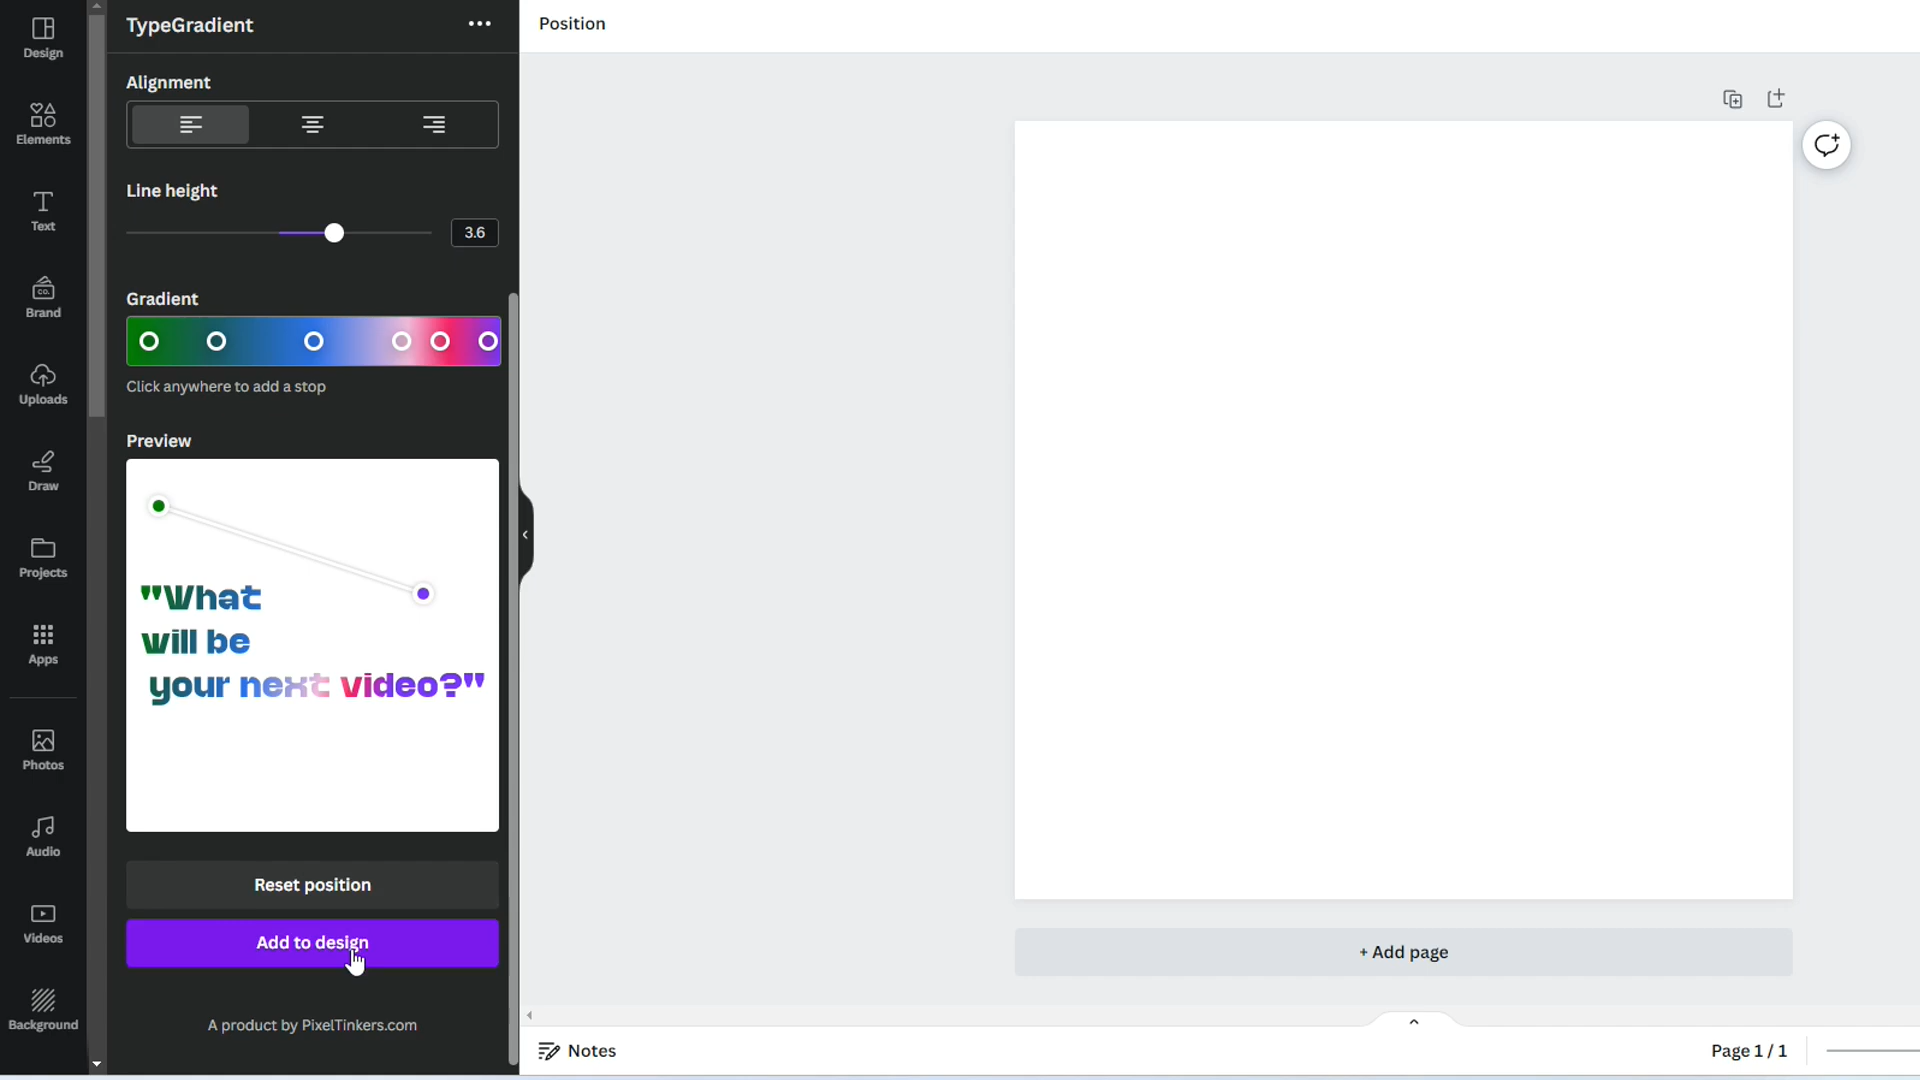 Design
Elements
Text
Brand
CO.
Uploads
Draw
Projects
Apps
Photos
Audio
Videos
Background
TypeGradient
Alignment
Line height
3.6
Gradient
Click anywhere to add a stop
Preview
"What
will be
your next video?"
Reset position
Add to design
A product by PixelTinkers.com
Position
+ Add page
Notes
Page 1 / 1